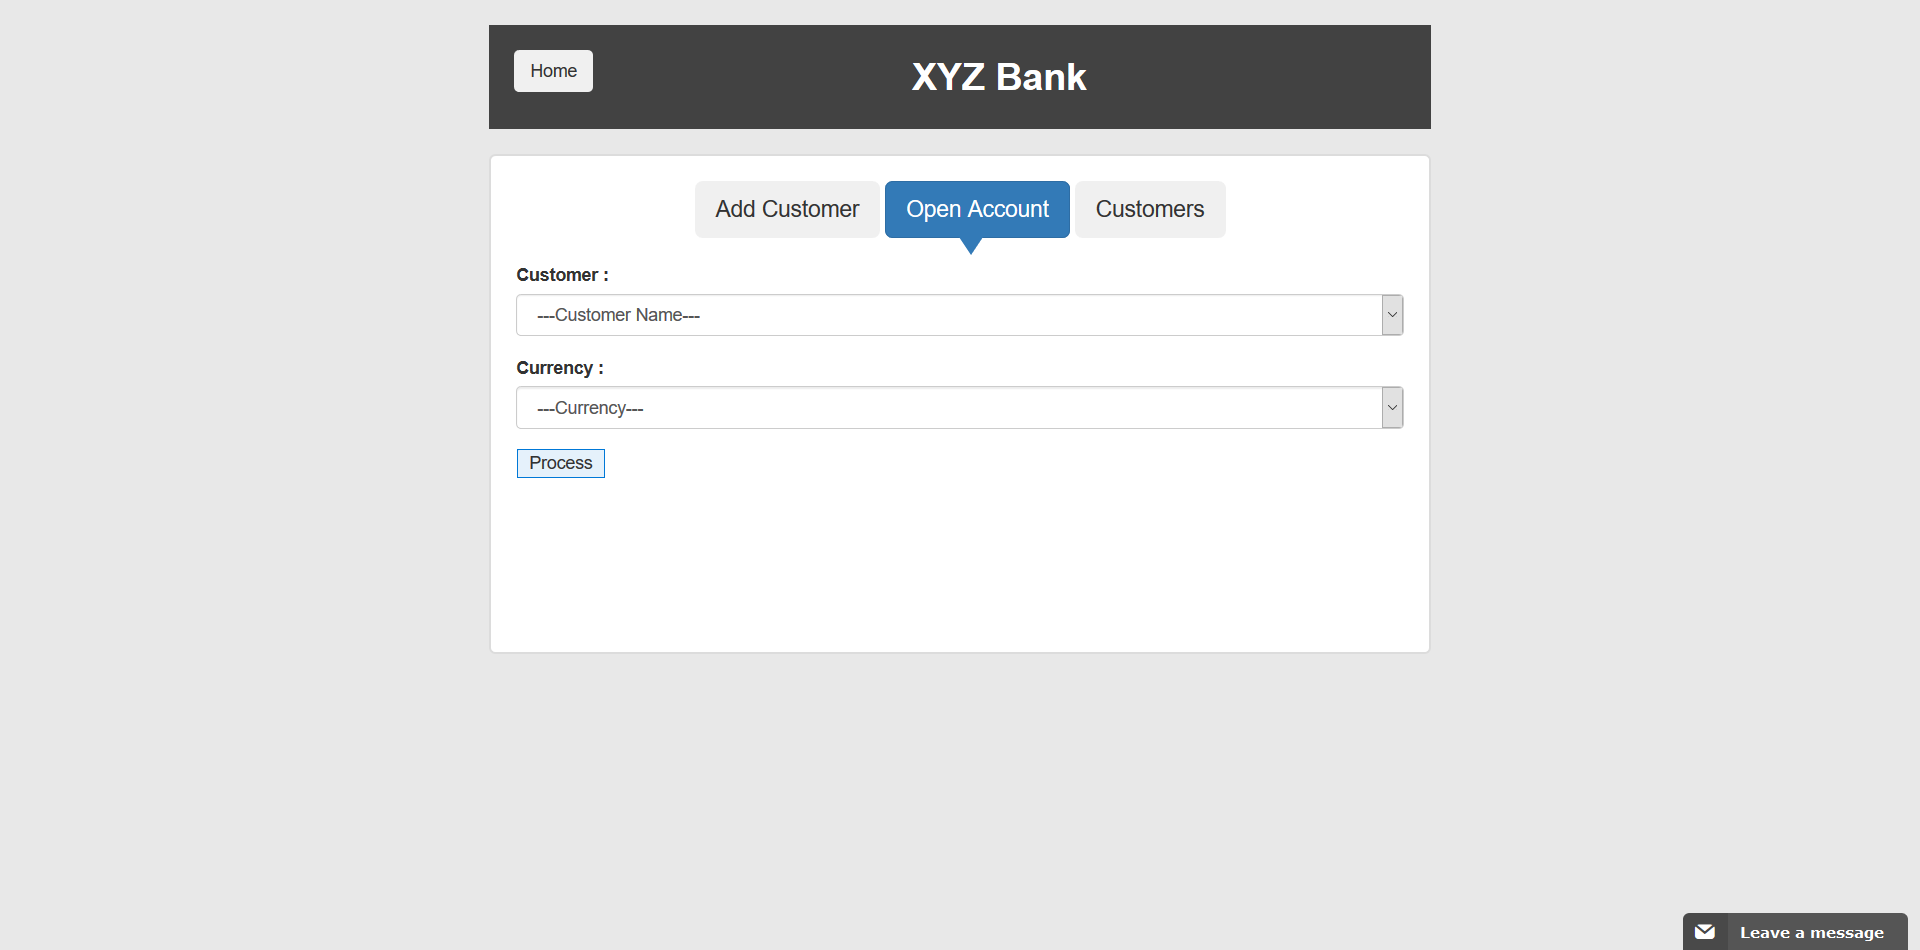 Home
XYZ Bank
Add Customer
Open Account
Customers
Customer :
---Customer Name---
Currency :
---Currency---
Process
Leave a message